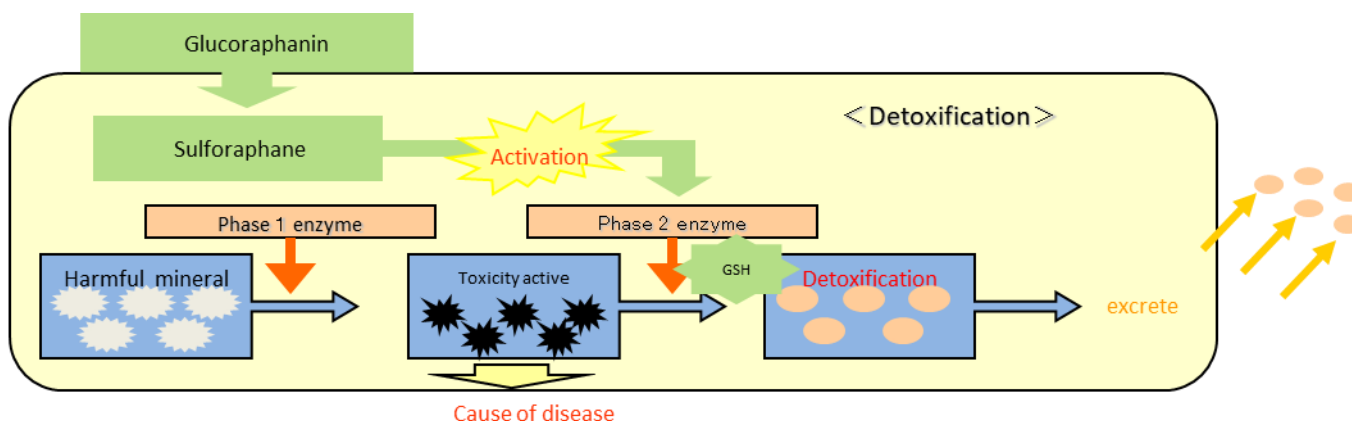 Glucoraphanin
<Detoxification>
Sulforaphane
Activation
Phase 1 enzyme
Phase 2 enzyme
Harmful mineral
Toxicity active
GSH
Detoxification
excrete
Cause of disease